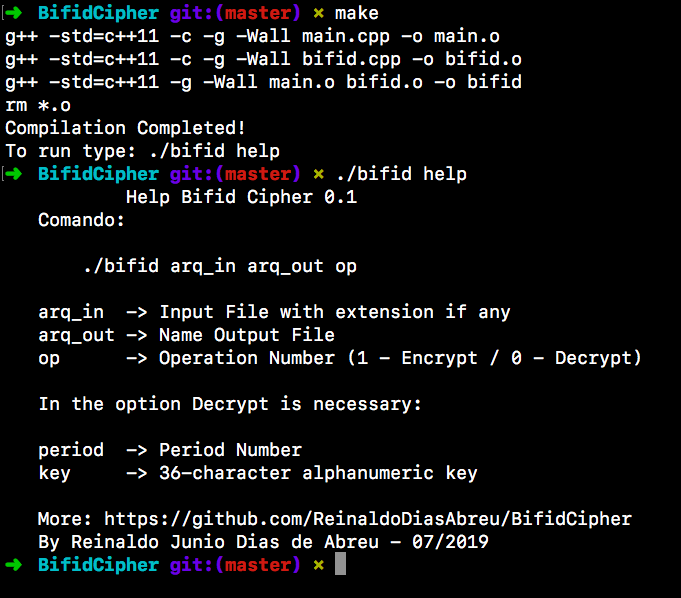 ➜ BifidCipher git:(master) × make
g++ -std=c++11 -c -g -Wall main.cpp -o main.o
g++ -std=c++11 -c -g -Wall bifid.cpp -o bifid.o
g++ -std=c++11 -g -Wall main.o bifid.o -o bifid
rm *.o
Compilation Completed!
To run type: ./bifid help
➜ BifidCipher git:(master) × ./bifid help
Help Bifid Cipher 0.1
Comando:
./bifid arq_in arq_out op
arq_in -> Input File with extension if any
arq_out -> Name Output File
op -> Operation Number (1 - Encrypt / 0 - Decrypt)
In the option Decrypt is necessary:
period -> Period Number
key -> 36-character alphanumeric key
More: https://github.com/ReinaldoDiasAbreu/BifidCipher
By Reinaldo Junio Dias de Abreu - 07/2019
➜ BifidCipher git:(master) ×